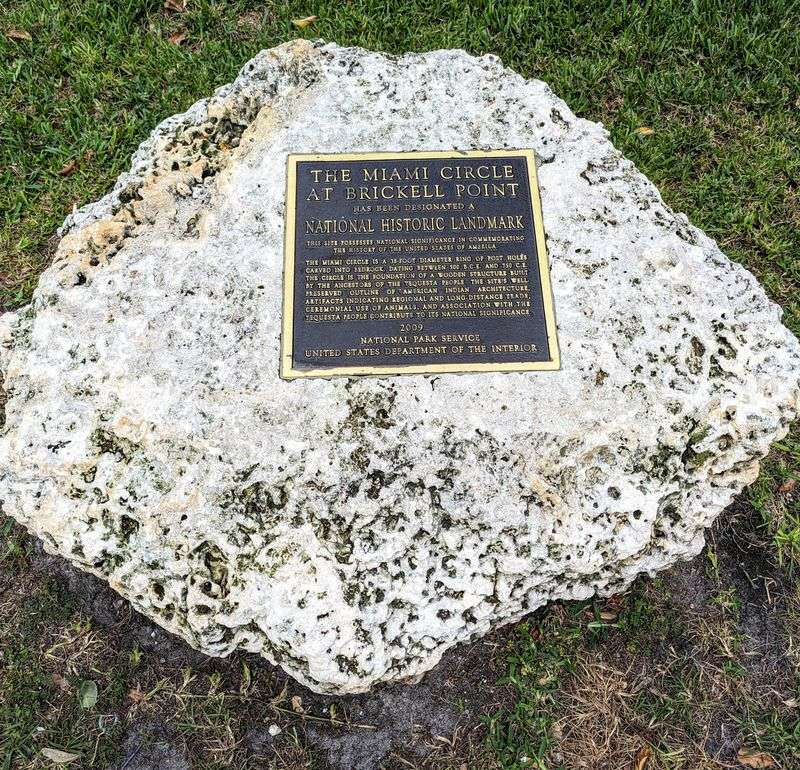 THE MIAMI CIRCLE
AT BRICKELL POINT
HAS BEEN DESIGNATED A
NATIONAL HISTORIC LANDMARK
THIS SITE POSSESSES NATIONAL SIGNIFICANCE IN COMMEMORATING
THE HISTORY OF THE UNITED STATES OF AMERICA
THE MIAMI CIRCLE IS A 38-FOOT DIAMETER RING OF POST HOLES
CARVED INTO BEDROCK, DATING BETWEEN 500 B.C.E. AND 750 C.E.
THE CIRCLE IS THE FOUNDATION OF A WOODEN STRUCTURE BUILT
BY THE ANCESTORS OF THE TEQUESTA PEOPLE. THE SITE'S WELL
PRESERVED OUTLINE OF AMERICAN INDIAN ARCHITECTURE,
ARTIFACTS INDICATING REGIONAL AND LONG-DISTANCE TRADE,
CEREMONIAL USE OF ANIMALS, AND ASSOCIATION WITH THE
TEQUESTA PEOPLE CONTRIBUTE TO ITS NATIONAL SIGNIFICANCE
2009
NATIONAL PARK SERVICE
UNITED STATES DEPARTMENT OF THE INTERIOR